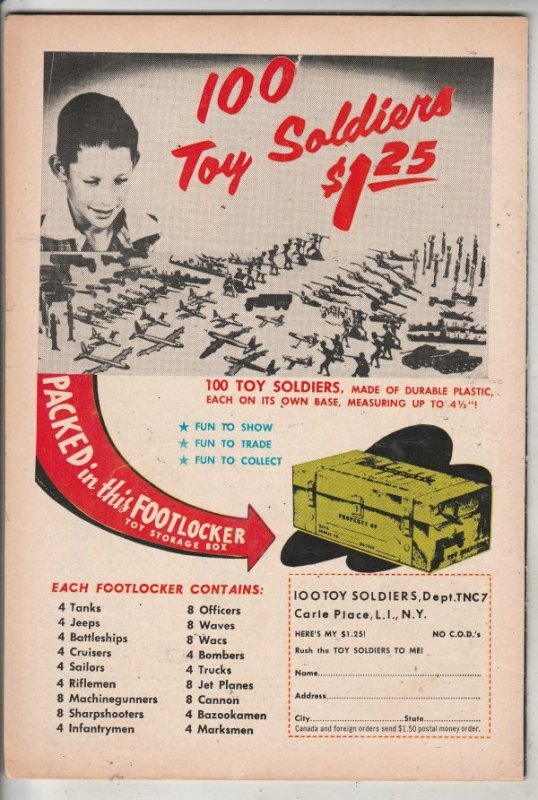 100
Toy Soldiers
$1.25
100 TOY SOLDIERS, MADE OF DURABLE PLASTIC,
EACH ON ITS OWN BASE, MEASURING UP TO 4½"!
★ FUN TO SHOW
★ FUN TO TRADE
★ FUN TO COLLECT
PACKED in this FOOTLOCKER
TOY STORAGE BOX
PROPERTY OF
EACH FOOTLOCKER CONTAINS:
4 Tanks
4 Jeeps
4 Battleships
4 Cruisers
4 Sailors
4 Riflemen
8 Machinegunners
8 Sharpshooters
4 Infantrymen
8 Officers
8 Waves
8 Wacs
4 Bombers
4 Trucks
8 Jet Planes
8 Cannon
4 Bazookamen
4 Marksmen
100 TOY SOLDIERS, Dept. TNC7
Carle Place, L.I., N.Y.
HERE'S MY $1.25! NO C.O.D.'s
Rush the TOY SOLDIERS TO ME!
Name
Address
City State
Canada and foreign orders send $1.50 postal money order.